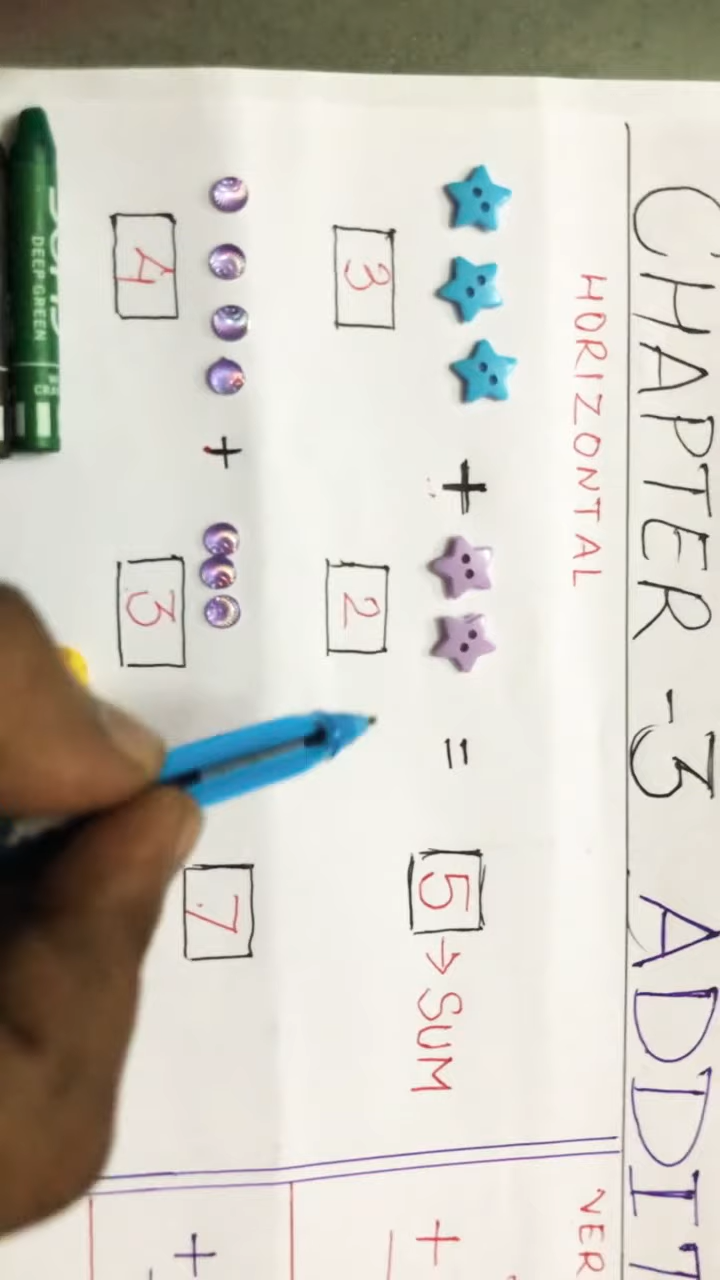 CHAPTER - 3 ADDIT
HORIZONTAL
VER
+ = 5 → SUM
3 2
+
+
7
4 3
+
DEEP GREEN